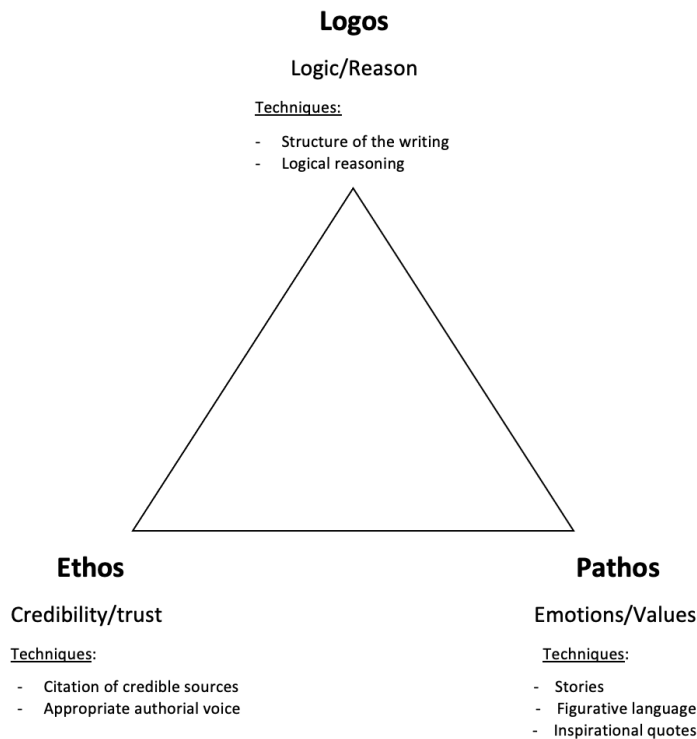 Logos
Logic/Reason
Techniques:
- Structure of the writing
- Logical reasoning
Ethos
Credibility/trust
Techniques:
- Citation of credible sources
- Appropriate authorial voice
Pathos
Emotions/Values
Techniques:
- Stories
- Figurative language
- Inspirational quotes